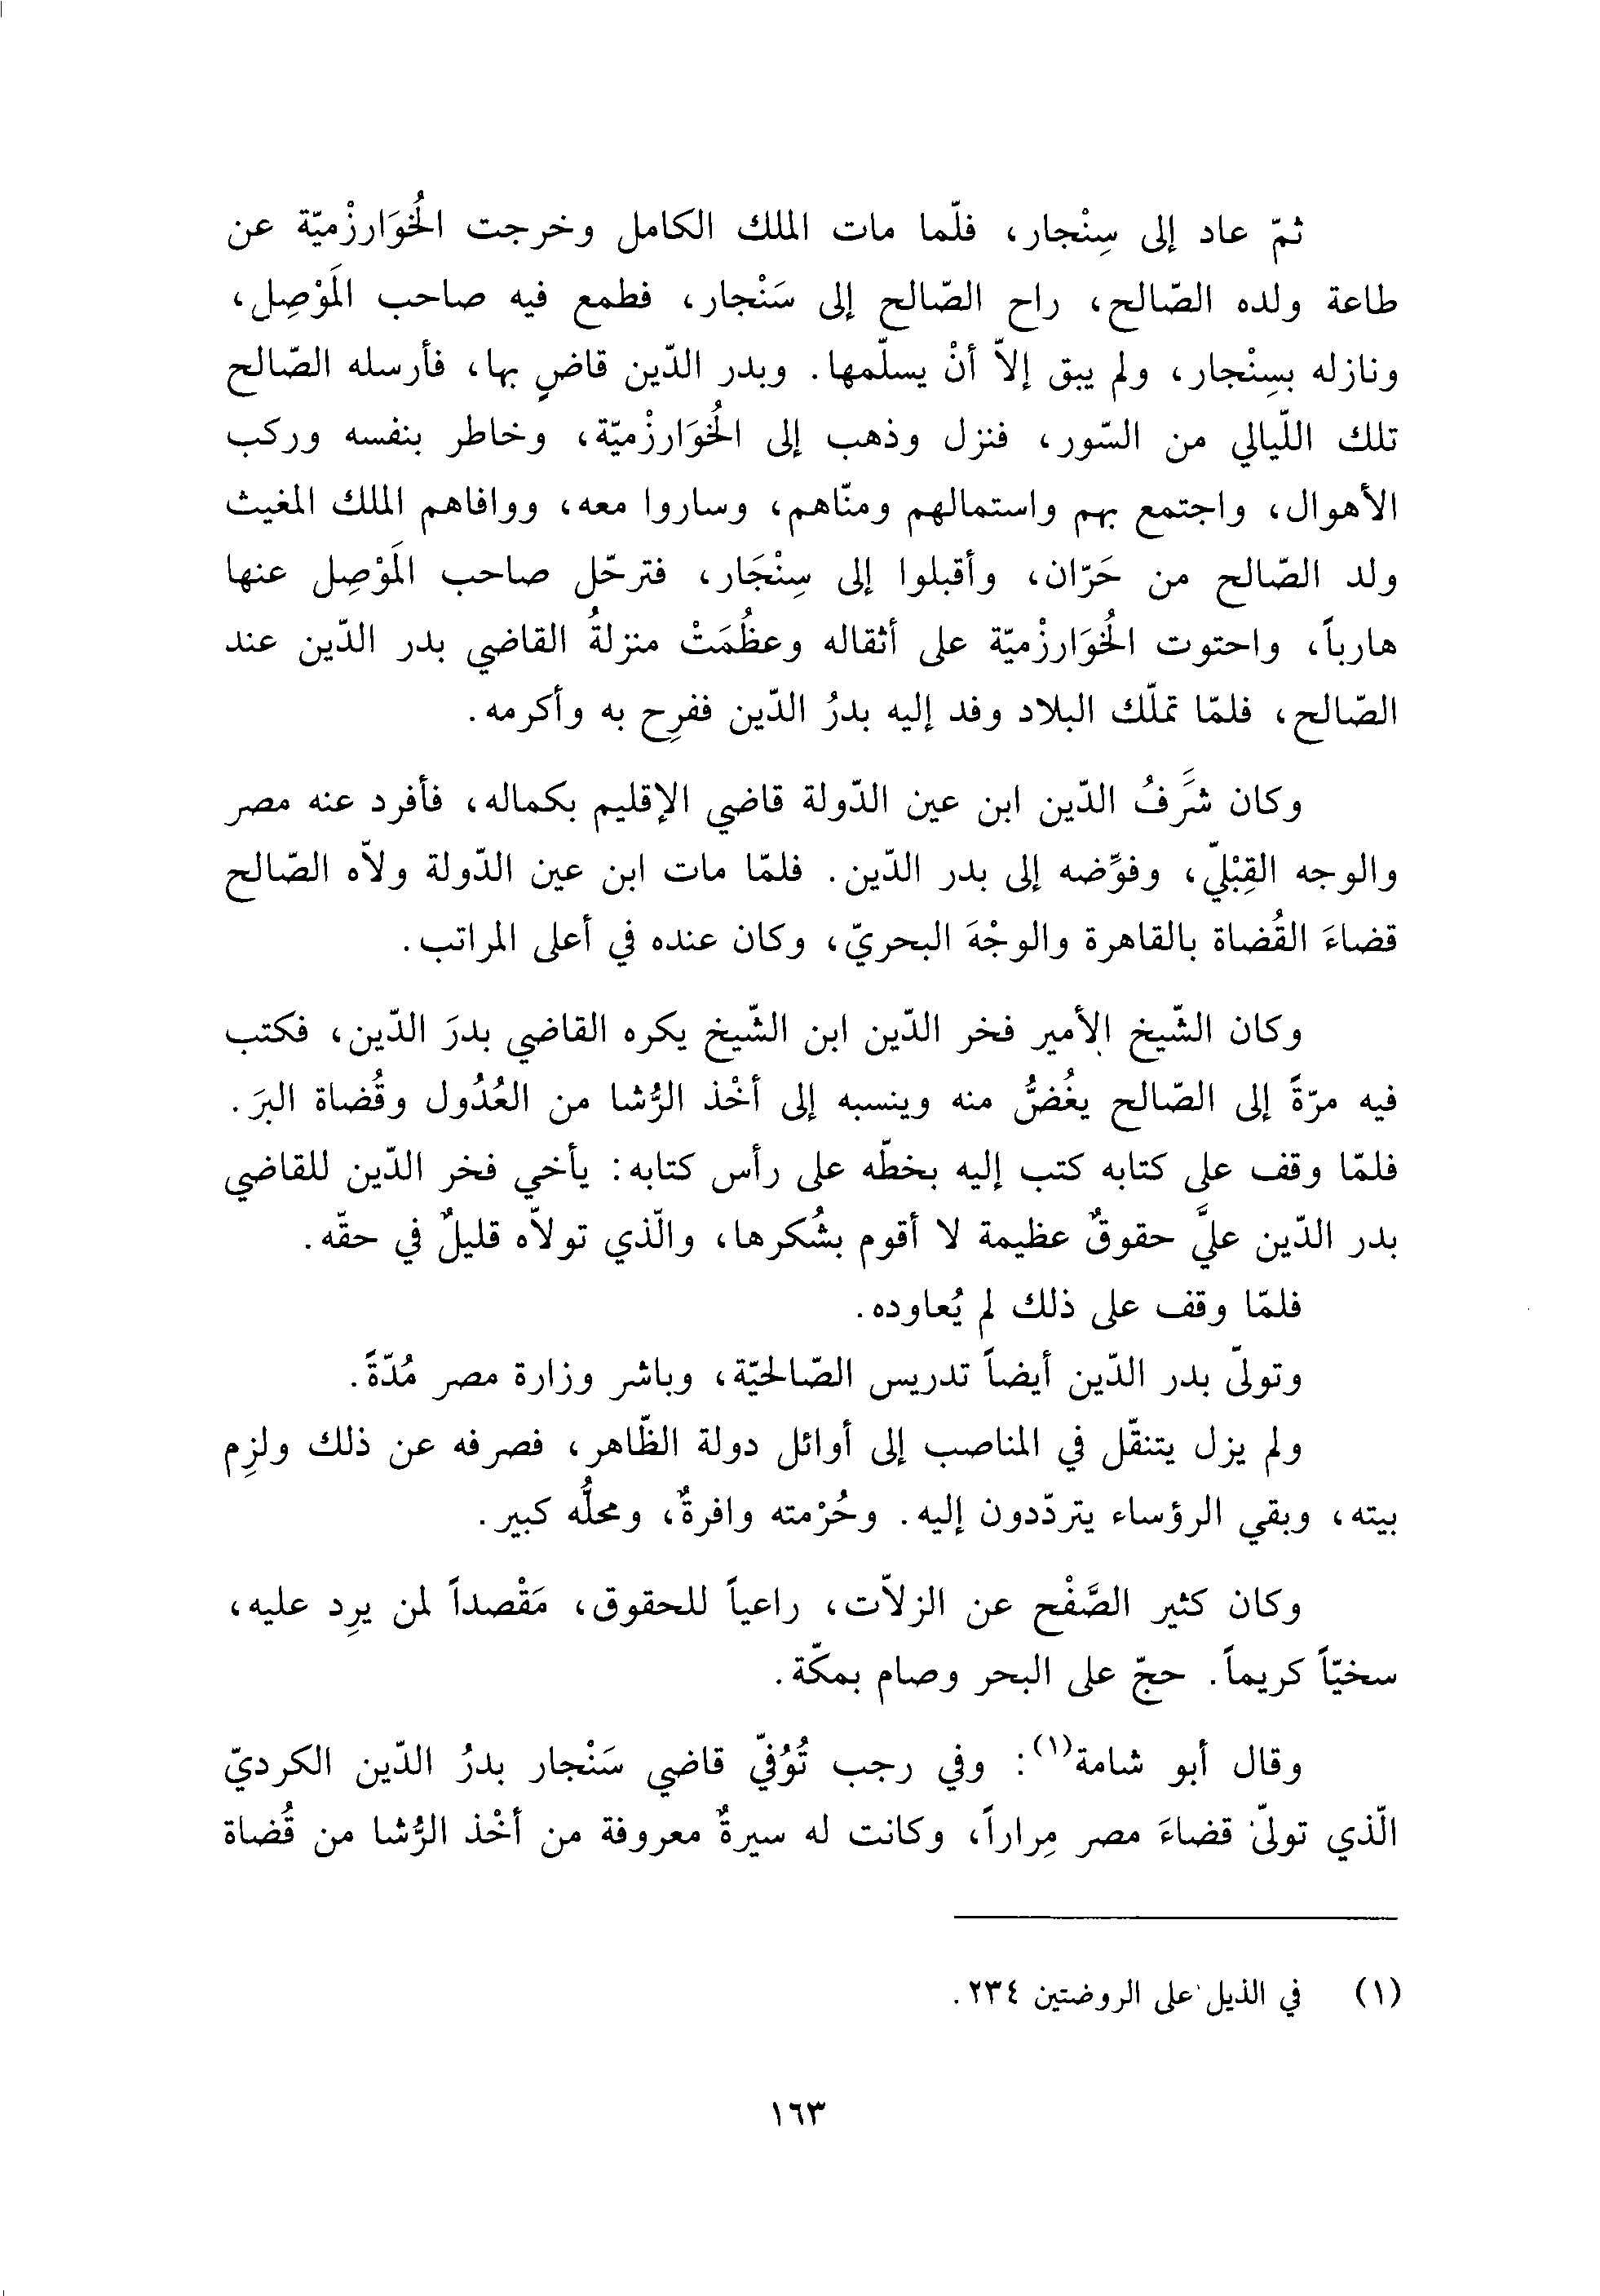 ثمّ عاد إلى سِنْجار، فلّما مات الملك الكامل وخرجت الخُوَارزْميّة عن
طاعة ولده الصّالح، راح الصّالح إلى سَنْجار، فطمع فيه صاحب المَوْصِل،
ونازله بسِنْجار، ولم يبق إلاّ أنْ يسلّمها. وبدر الدّين قاضٍ بها، فأرسله الصّالح
تلك اللّيالي من السّور، فنزل وذهب إلى الخُوَارزْميّة، وخاطر بنفسه وركب
الأهوال، واجتمع بهم واستمالهم ومنّاهم، وساروا معه، ووافاهم الملك المغيث
ولد الصّالح من حَرّان، وأقبلوا إلى سِنْجَار، فترحّل صاحب المَوْصِل عنها
هارباً، واحتوت الخُوَارزْميّة على أثقاله وعظُمَتْ منزلةُ القاضي بدر الدّين عند
الصّالح، فلمّا تملّك البلاد وفد إليه بدرُ الدّين ففرِح به وأكرمه.
وكان شَرَفُ الدّين ابن عين الدّولة قاضي الإقليم بكماله، فأفرد عنه مصر
والوجه القِبْليّ، وفوِّضه إلى بدر الدّين. فلمّا مات ابن عين الدّولة ولاّه الصّالح
قضاءَ القُضاة بالقاهرة والوجْهَ البحريّ، وكان عنده في أعلى المراتب.
وكان الشّيخ الأمير فخر الدّين ابن الشّيخ يكره القاضي بدرَ الدّين، فكتب
فيه مرّةً إلى الصّالح يغُضُّ منه وينسبه إلى أخْذ الرُّشا من العُدُول وقُضاة البرَ.
فلمّا وقف على كتابه كتب إليه بخطّه على رأس كتابه: يأخي فخر الدّين للقاضي
بدر الدّين عليَّ حقوقٌ عظيمة لا أقوم بشُكرها، والّذي تولاّه قليلٌ في حقّه.
فلمّا وقف على ذلك لم يُعاوده.
وتولّى بدر الدّين أيضاً تدريس الصّالحيّة، وباشر وزارة مصر مُدّةً.
ولم يزل يتنقّل في المناصب إلى أوائل دولة الظّاهر، فصرفه عن ذلك ولزِم
بيته، وبقي الرؤساء يتردّدون إليه. وحُرْمته وافرةٌ، ومحلُّه كبير.
وكان كثير الصَّفْح عن الزلاّت، راعياً للحقوق، مَقْصداً لمن يرِد عليه،
سخيّاً كريماً. حجّ على البحر وصام بمكّة.
وقال أبو شامة(١): وفي رجب تُوُفيّ قاضي سَنْجار بدرُ الدّين الكرديّ
الّذي تولّى قضاءَ مصر مِراراً، وكانت له سيرةٌ معروفة من أخْذ الرُّشا من قُضاة
(١) في الذيل على الروضتين ٢٣٤.
١٦٣